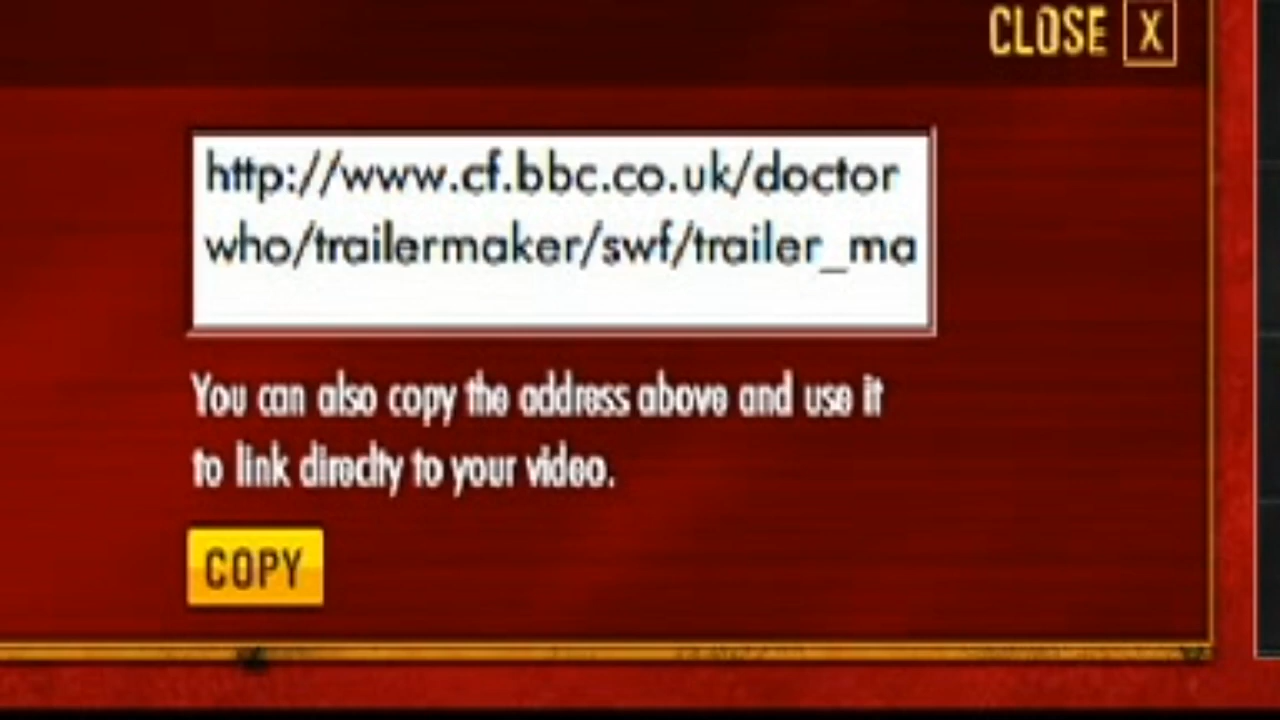 CLOSE X
http://www.cf.bbc.co.uk/doctor
who/trailermaker/swf/trailer_ma
You can also copy the address above and use it
to link direclty to your video.
COPY